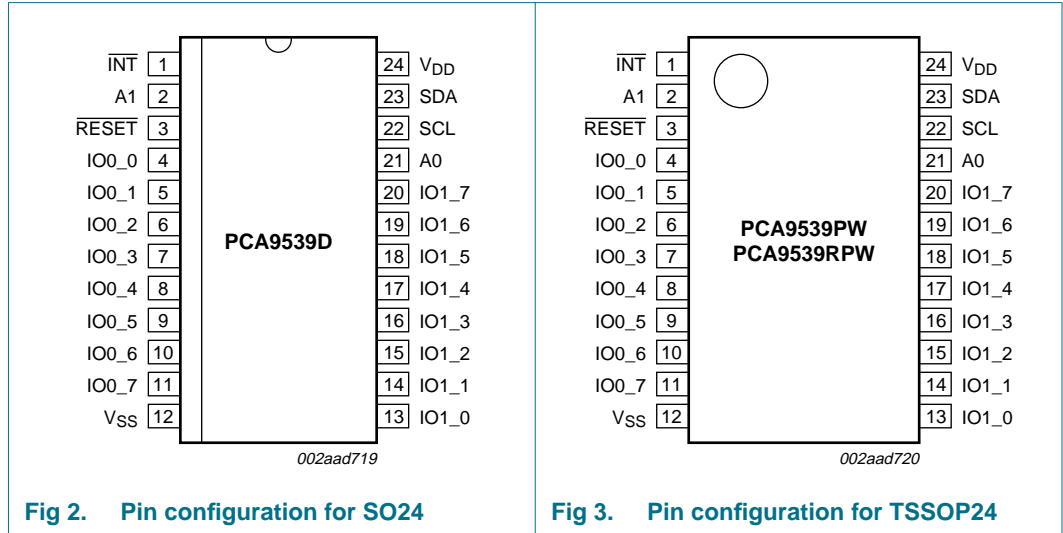 INT 1
A1 2
RESET 3
IO0_0 4
IO0_1 5
IO0_2 6
IO0_3 7
IO0_4 8
IO0_5 9
IO0_6 10
IO0_7 11
VSS 12
PCA9539D
24 VDD
23 SDA
22 SCL
21 A0
20 IO1_7
19 IO1_6
18 IO1_5
17 IO1_4
16 IO1_3
15 IO1_2
14 IO1_1
13 IO1_0
002aad719
Fig 2. Pin configuration for SO24
INT 1
A1 2
RESET 3
IO0_0 4
IO0_1 5
IO0_2 6
IO0_3 7
IO0_4 8
IO0_5 9
IO0_6 10
IO0_7 11
VSS 12
PCA9539PW
PCA9539RPW
24 VDD
23 SDA
22 SCL
21 A0
20 IO1_7
19 IO1_6
18 IO1_5
17 IO1_4
16 IO1_3
15 IO1_2
14 IO1_1
13 IO1_0
002aad720
Fig 3. Pin configuration for TSSOP24